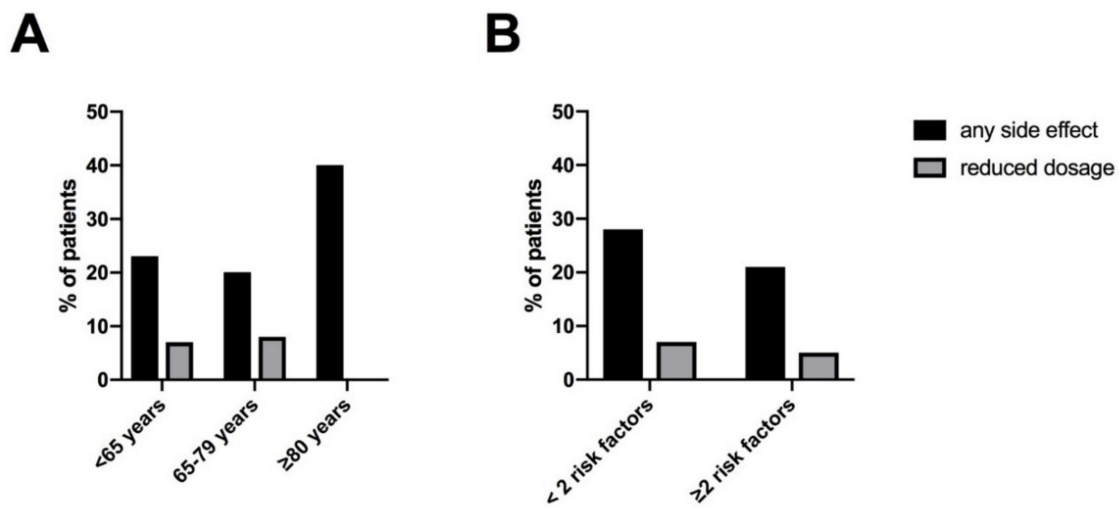 A
B
50
40
30
20
10
0
% of patients
<65 years
65-79 years
≥80 years
50
40
30
20
10
0
% of patients
< 2 risk factors
≥2 risk factors
any side effect
reduced dosage